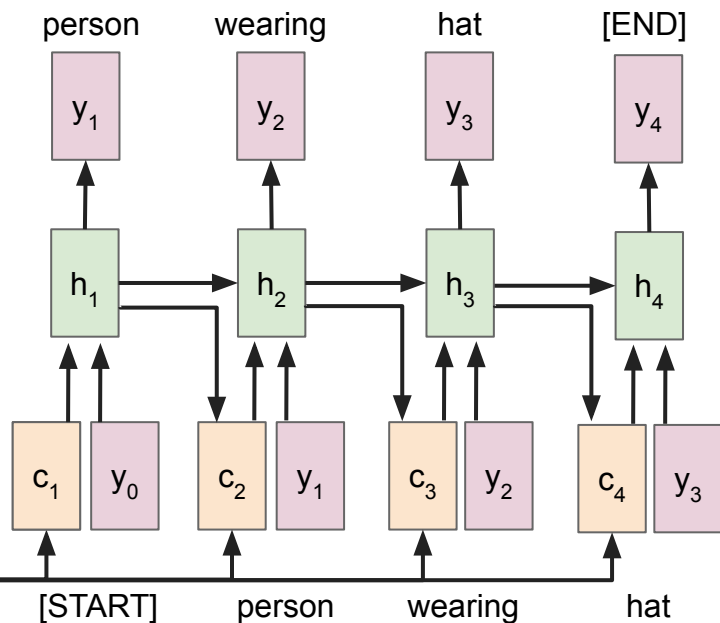 person wearing hat [END]
y1 y2 y3 y4
h1 h2 h3 h4
c1 y0 c2 y1 c3 y2 c4 y3
[START] person wearing hat